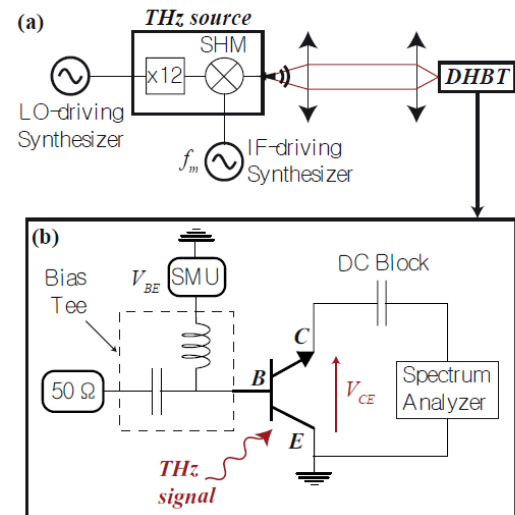 (a)
THz source
SHM
x12
DHBT
LO-driving
Synthesizer
f_m
IF-driving
Synthesizer
(b)
Bias
Tee
V_BE
SMU
DC Block
C
B
50 Ω
V_CE
Spectrum
Analyzer
E
THz
signal